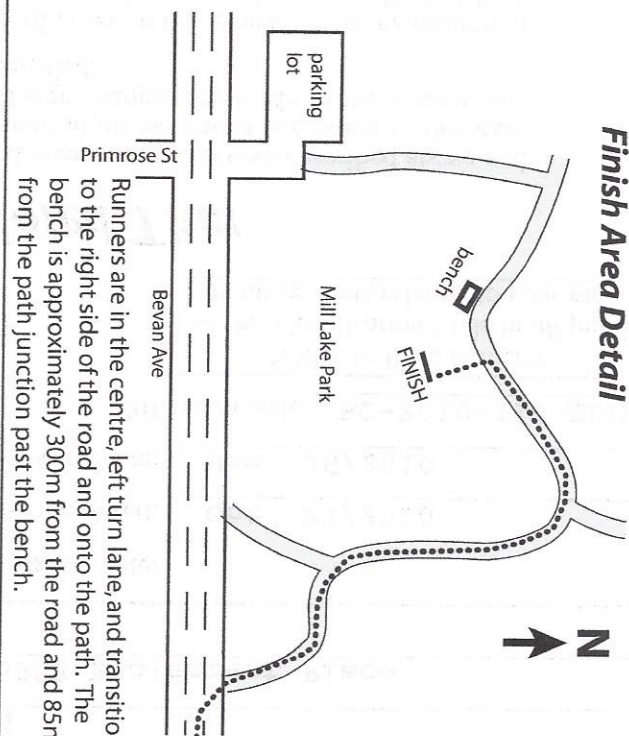 Finish Area Detail
parking
lot
bench
FINISH
Mill Lake Park
N
Primrose St
Bevan Ave
Runners are in the centre, left turn lane, and transitio
to the right side of the road and onto the path. The
bench is approximately 300m from the road and 85m
from the path junction past the bench.